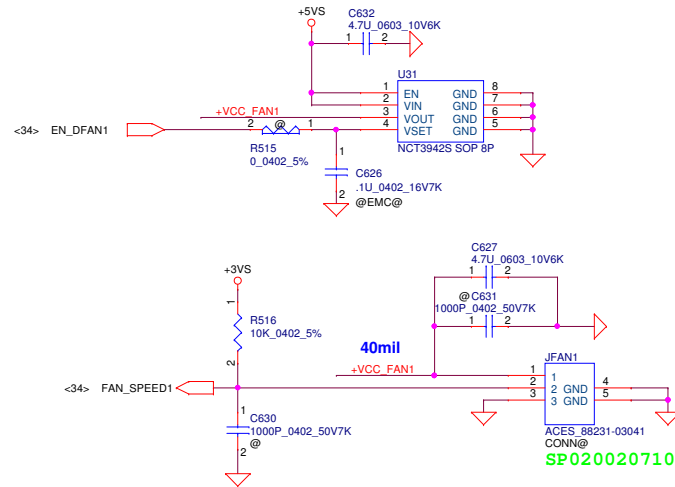 +5VS
C632
4.7U_0603_10V6K
1 2
U31
1 EN GND 8
2 VIN GND 7
+VCC_FAN1 3 VOUT GND 6
<34> EN_DFAN1 2 @ 1 4 VSET GND 5
R515
0_0402_5%
NCT3942S SOP 8P
1
C626
.1U_0402_16V7K
2
@EMC@
C627
4.7U_0603_10V6K
1 2
+3VS
@C631
1000P_0402_50V7K
1 2
1
R516
10K_0402_5%
2
40mil
JFAN1
+VCC_FAN1 1 1
<34> FAN_SPEED1 2 2 GND 4
3 3 GND 5
1
C630
1000P_0402_50V7K
2 @
ACES_88231-03041
CONN@
SP020020710